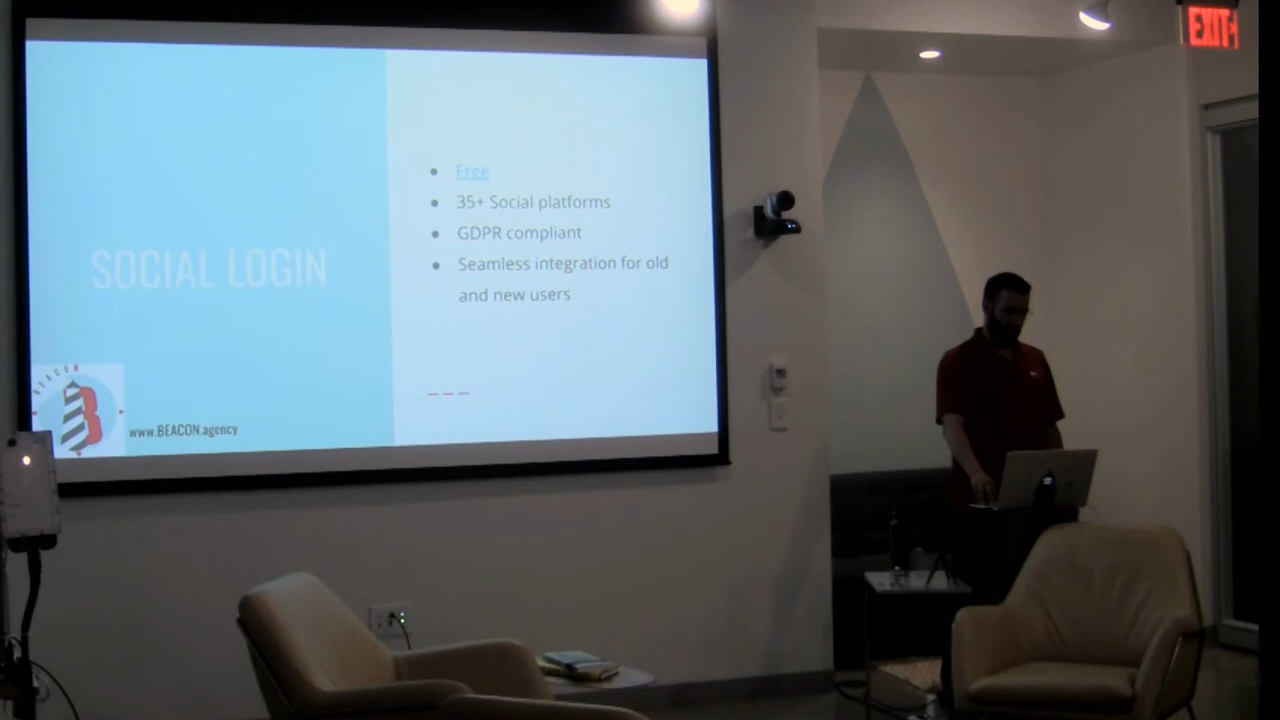 SOCIAL LOGIN
Free
35+ Social platforms
GDPR compliant
Seamless integration for old
and new users
BEACON
B
www.BEACON.agency
EXIT